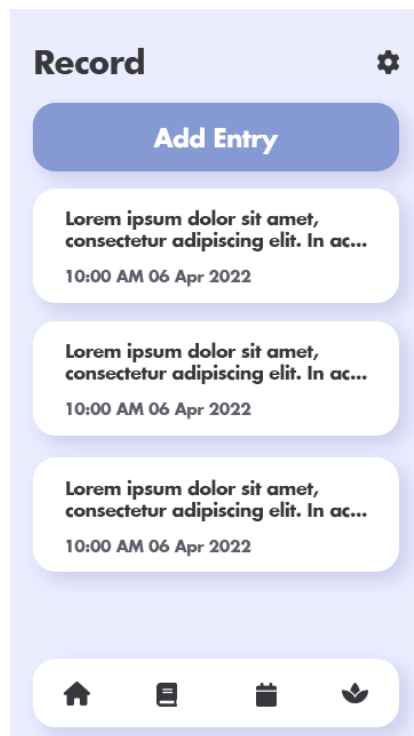 Record
Add Entry
Lorem ipsum dolor sit amet,
consectetur adipiscing elit. In ac...
10:00 AM 06 Apr 2022
Lorem ipsum dolor sit amet,
consectetur adipiscing elit. In ac...
10:00 AM 06 Apr 2022
Lorem ipsum dolor sit amet,
consectetur adipiscing elit. In ac...
10:00 AM 06 Apr 2022